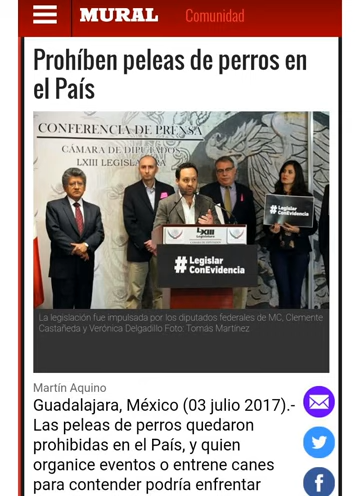 MURAL Comunidad
Prohíben peleas de perros en
el País
CONFERENCIA DE PRENSA
CÁMARA DE DIPUTADOS
LXIII LEGISLATURA
#Legislar
ConEvidencia
LXIII
#Legislar
ConEvidencia
La legislación fue impulsada por los diputados federales de MC, Clemente
Castañeda y Verónica Delgadillo Foto: Tomás Martínez
Martín Aquino
Guadalajara, México (03 julio 2017).-
Las peleas de perros quedaron
prohibidas en el País, y quien
organice eventos o entrene canes
para contender podría enfrentar